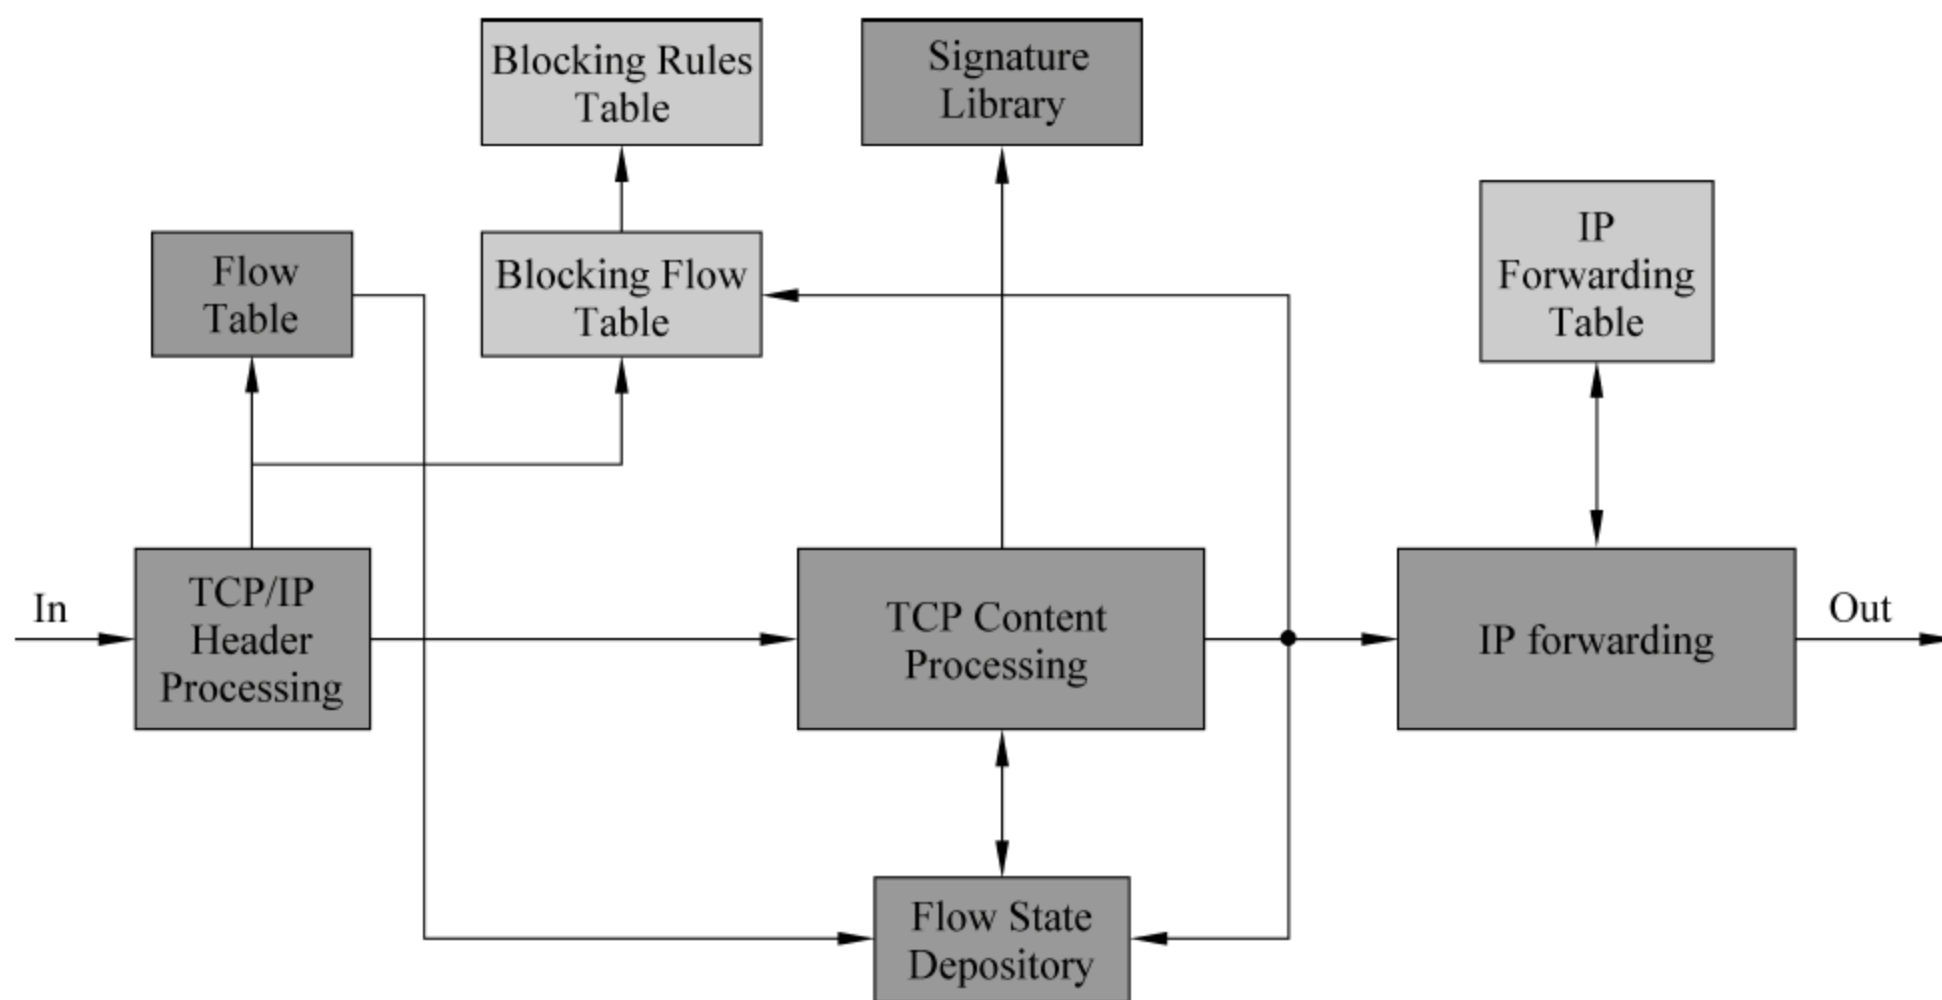 Blocking Rules
Table
Signature
Library
IP
Forwarding
Table
Flow
Table
Blocking Flow
Table
In
TCP/IP
Header
Processing
TCP Content
Processing
IP forwarding
Out
Flow State
Depository